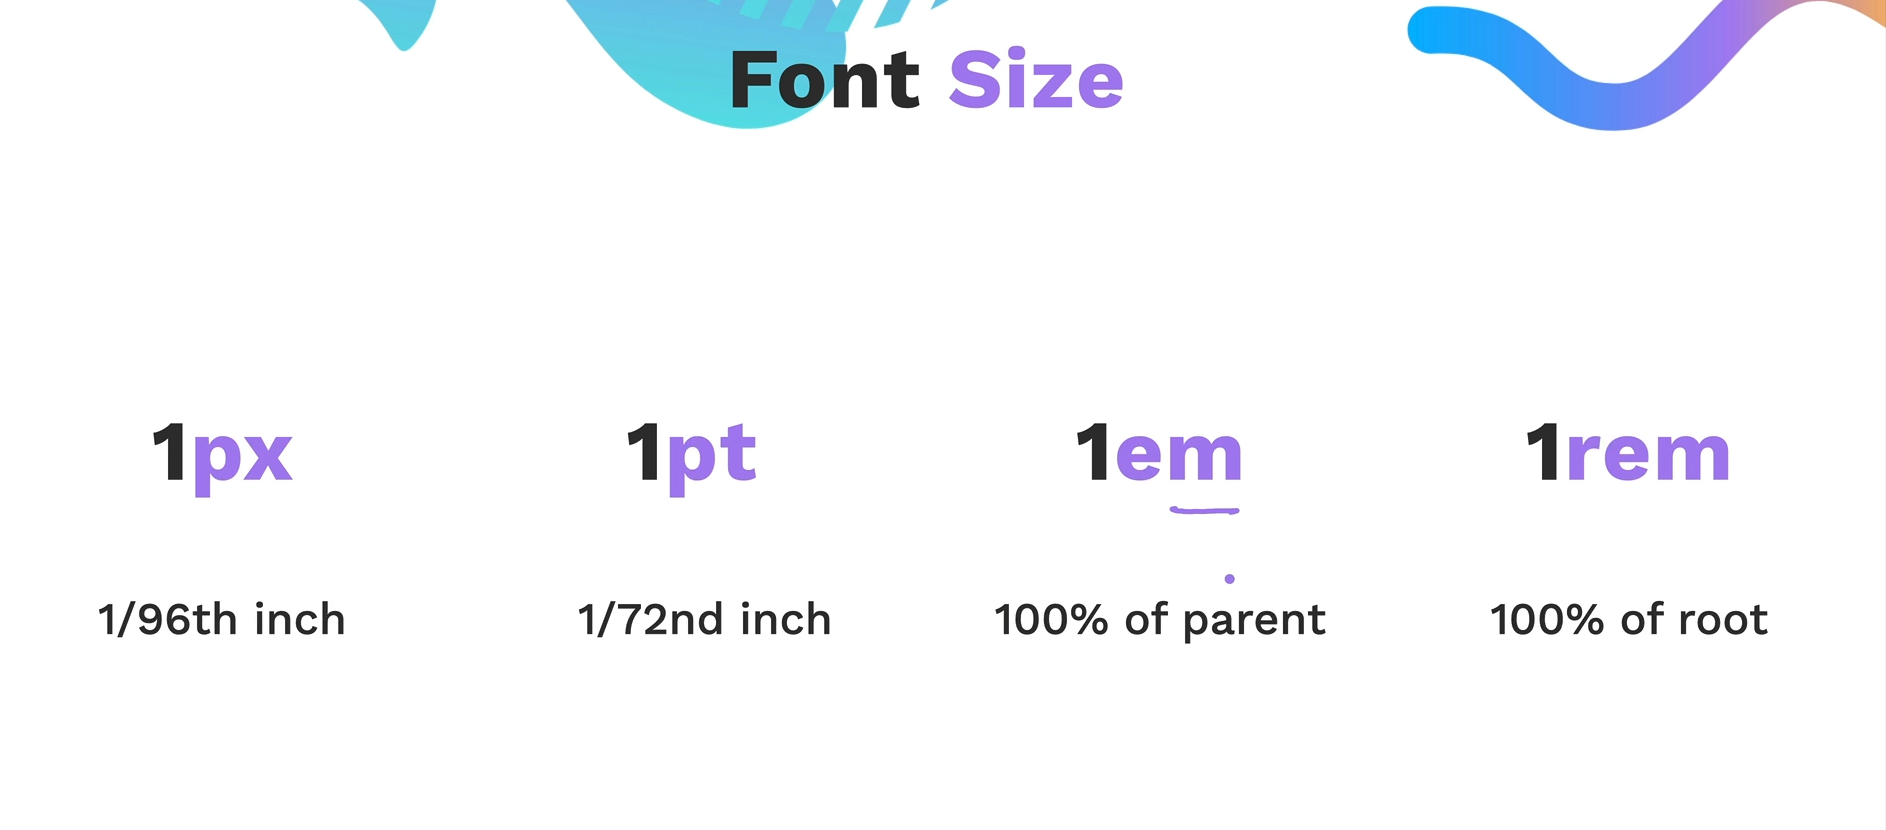 Font Size
1px 1pt 1em 1rem
1/96th inch 1/72nd inch 100% of parent 100% of root